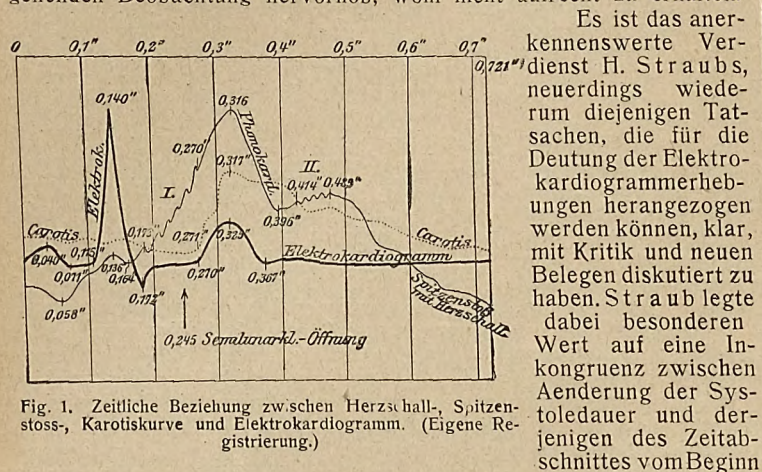 0 0,1" 0,2" 0,3" 0,4" 0,5" 0,6" 0,7"
0,721"
0,140"
0,316
Elektrok.
Phonokard.
0,270"
0,317"
I.
II.
0,414" 0,483"
0,396"
0,173"
Carotis
0,040"
0,115"
0,136"
0,071"
0,164
0,058"
0,172"
0,271"
0,323"
0,270"
0,367"
Elektrokardiogramm
Carotis
Spitzenstoß
mit Herzschall.
0,245 Semilunarkl.-Öffnung
Fig. 1. Zeitliche Beziehung zwischen Herzschall-, Spitzen-
stoss-, Karotiskurve und Elektrokardiogramm. (Eigene Re-
gistrierung.)
Es ist das aner-
kennenswerte Ver-
dienst H. Straubs,
neuerdings wiede-
rum diejenigen Tat-
sachen, die für die
Deutung der Elektro-
kardiogrammerheb-
ungen herangezogen
werden können, klar,
mit Kritik und neuen
Belegen diskutiert zu
haben. Straub legte
dabei besonderen
Wert auf eine In-
kongruenz zwischen
Aenderung der Sys-
toledauer und der-
jenigen des Zeitab-
schnittes vom Beginn